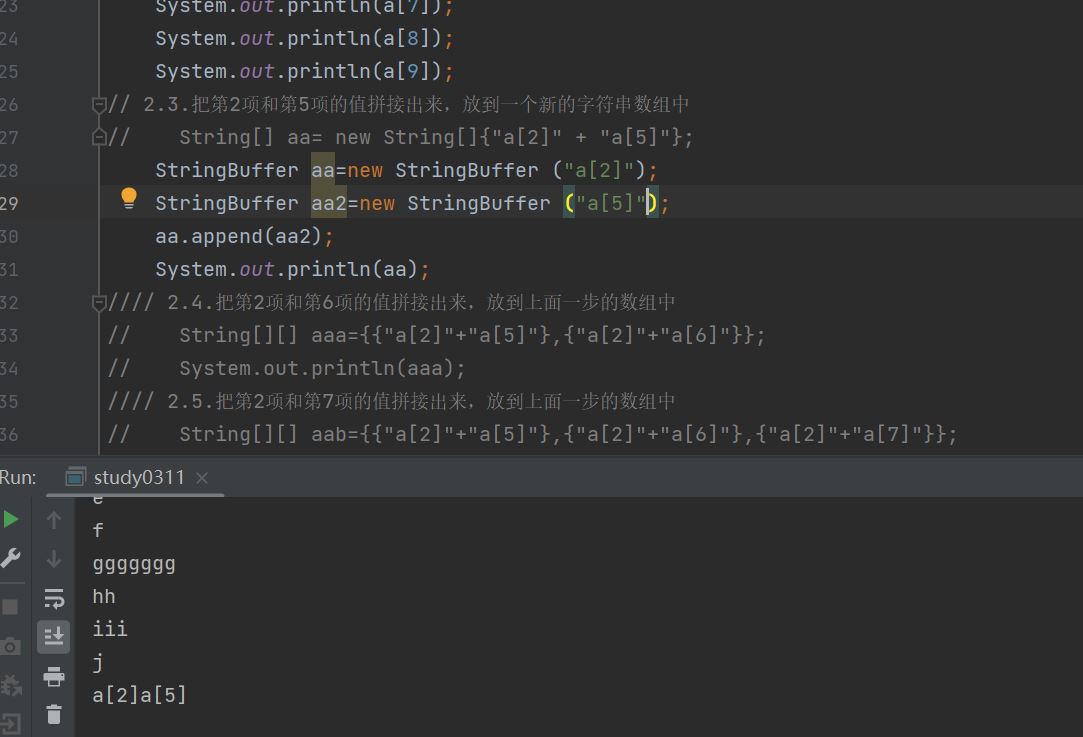 23 System.out.println(a[7]);
24 System.out.println(a[8]);
25 System.out.println(a[9]);
26 // 2.3.把第2项和第5项的值拼接出来，放到一个新的字符串数组中
27 // String[] aa= new String[]{"a[2]" + "a[5]"};
28 StringBuffer aa=new StringBuffer ("a[2]");
29 StringBuffer aa2=new StringBuffer ("a[5]");
30 aa.append(aa2);
31 System.out.println(aa);
32 //// 2.4.把第2项和第6项的值拼接出来，放到上面一步的数组中
33 // String[][] aaa={{"a[2]"+"a[5]"},{"a[2]"+"a[6]"}};
34 // System.out.println(aaa);
35 //// 2.5.把第2项和第7项的值拼接出来，放到上面一步的数组中
36 // String[][] aab={{"a[2]"+"a[5]"},{"a[2]"+"a[6]"},{"a[2]"+"a[7]"}};
Run: study0311
e
f
ggggggg
hh
iii
j
a[2]a[5]